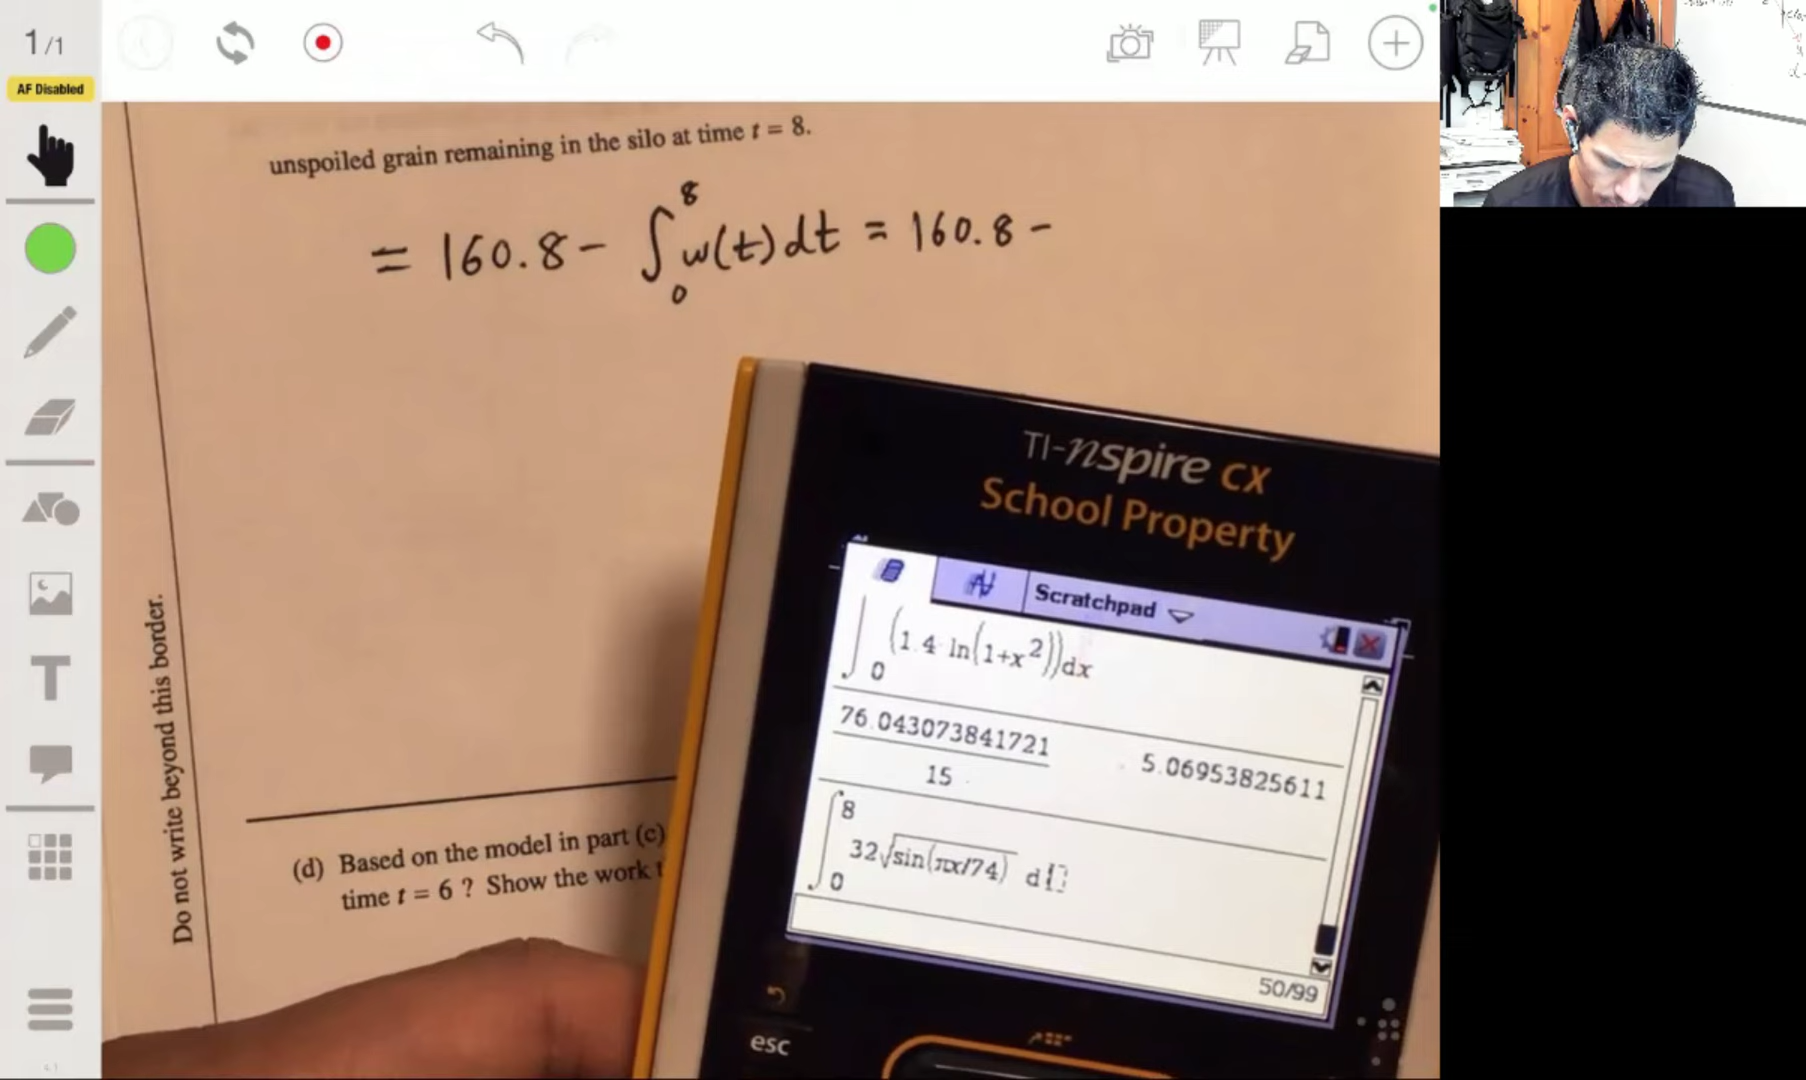 1/1
AF Disabled
unspoiled grain remaining in the silo at time t = 8.
= 160.8 - ∫₀⁸ w(t) dt = 160.8 -
Do not write beyond this border.
(d) Based on the model in part (c)
time t = 6 ? Show the work
TI-nspire CX
School Property
Scratchpad
∫₀ (1.4·ln(1+x²))dx
76.043073841721
15
5.06953825611
∫₀⁸ 32√sin(πx/74) d[]
50/99
esc
T